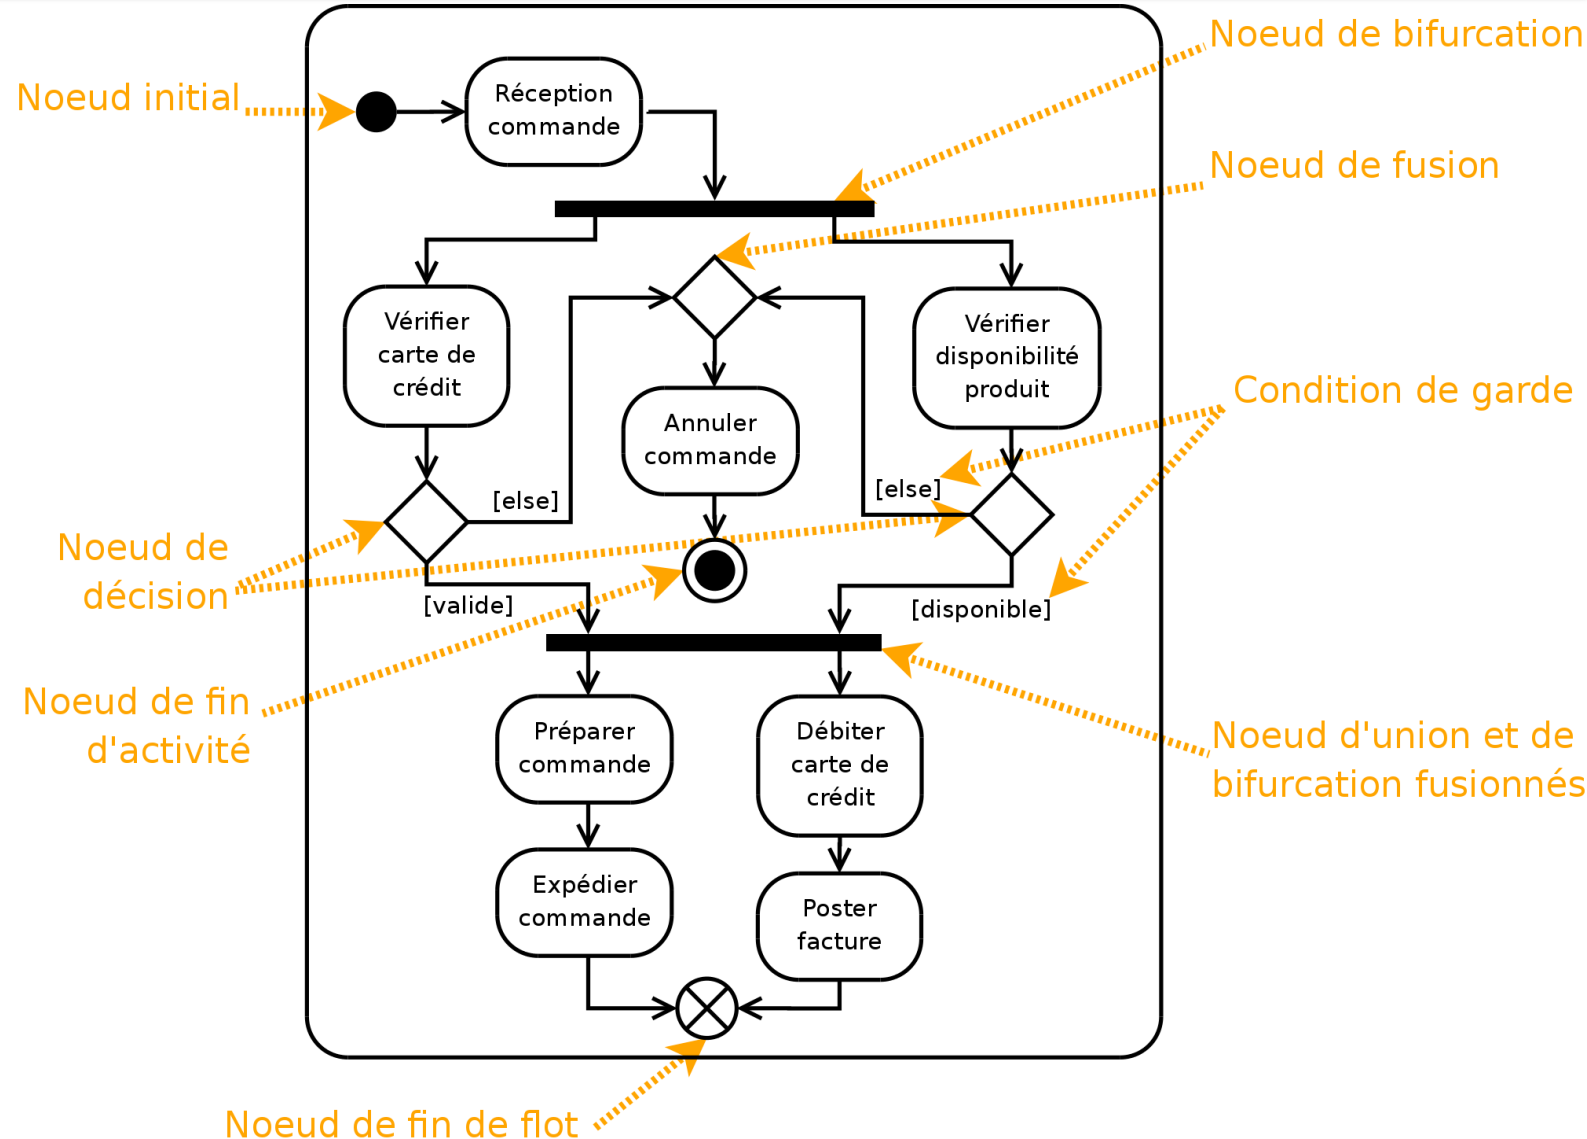 Noeud de bifurcation
Noeud initial
Réception
commande
Noeud de fusion
Vérifier
carte de
crédit
Vérifier
disponibilité
produit
Condition de garde
Annuler
commande
[else]
[else]
Noeud de
décision
[valide]
[disponible]
Noeud de fin
d'activité
Préparer
commande
Débiter
carte de
crédit
Noeud d'union et de
bifurcation fusionnés
Expédier
commande
Poster
facture
Noeud de fin de flot